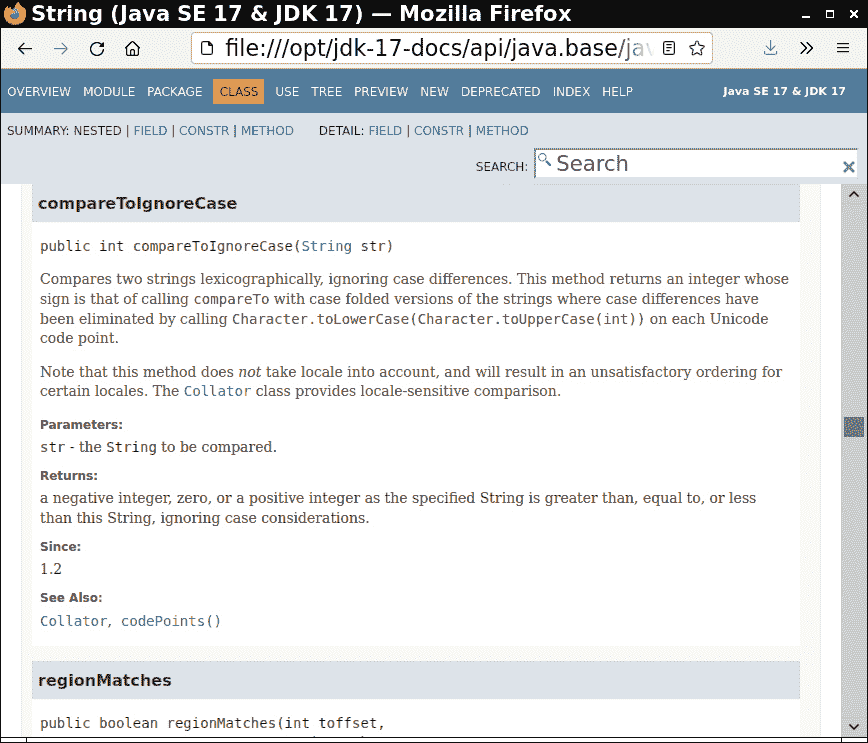 String (Java SE 17 & JDK 17) — Mozilla Firefox
file:///opt/jdk-17-docs/api/java.base/jav
OVERVIEW MODULE PACKAGE CLASS USE TREE PREVIEW NEW DEPRECATED INDEX HELP Java SE 17 & JDK 17
SUMMARY: NESTED | FIELD | CONSTR | METHOD DETAIL: FIELD | CONSTR | METHOD
SEARCH: Search
compareToIgnoreCase
public int compareToIgnoreCase(String str)
Compares two strings lexicographically, ignoring case differences. This method returns an integer whose
sign is that of calling compareTo with case folded versions of the strings where case differences have
been eliminated by calling Character.toLowerCase(Character.toUpperCase(int)) on each Unicode
code point.
Note that this method does not take locale into account, and will result in an unsatisfactory ordering for
certain locales. The Collator class provides locale-sensitive comparison.
Parameters:
str - the String to be compared.
Returns:
a negative integer, zero, or a positive integer as the specified String is greater than, equal to, or less
than this String, ignoring case considerations.
Since:
1.2
See Also:
Collator, codePoints()
regionMatches
public boolean regionMatches(int toffset,